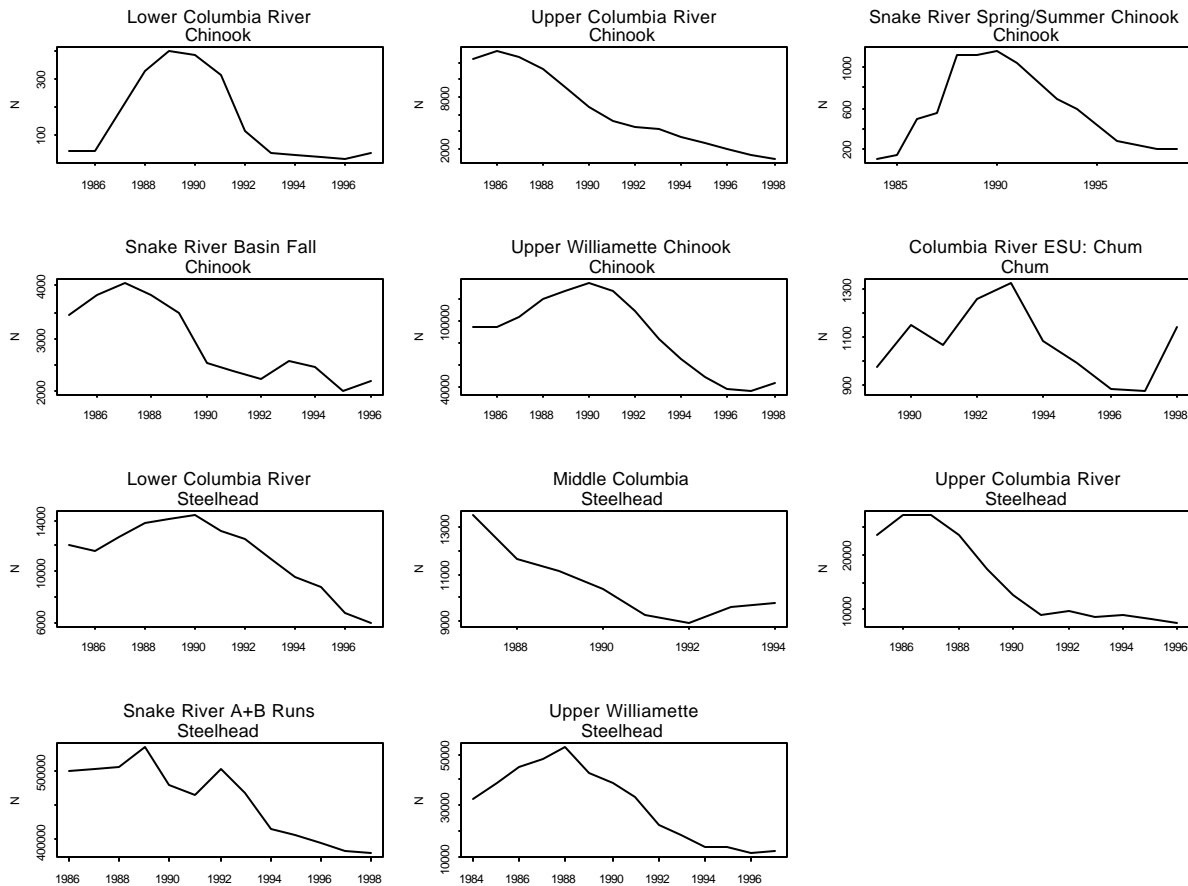 Lower Columbia River
Chinook
N
100 300
1986 1988 1990 1992 1994 1996
Upper Columbia River
Chinook
N
2000 8000
1986 1988 1990 1992 1994 1996 1998
Snake River Spring/Summer Chinook
Chinook
N
200 600 1000
1985 1990 1995
Snake River Basin Fall
Chinook
N
2000 3000 4000
1986 1988 1990 1992 1994 1996
Upper Williamette Chinook
Chinook
N
40000 100000
1986 1988 1990 1992 1994 1996 1998
Columbia River ESU: Chum
Chum
N
900 1100 1300
1990 1992 1994 1996 1998
Lower Columbia River
Steelhead
N
6000 10000 14000
1986 1988 1990 1992 1994 1996
Middle Columbia
Steelhead
N
9000 11000 13000
1988 1990 1992 1994
Upper Columbia River
Steelhead
N
10000 20000
1986 1988 1990 1992 1994 1996
Snake River A+B Runs
Steelhead
N
400000 500000
1986 1988 1990 1992 1994 1996 1998
Upper Williamette
Steelhead
N
10000 30000 50000
1984 1986 1988 1990 1992 1994 1996